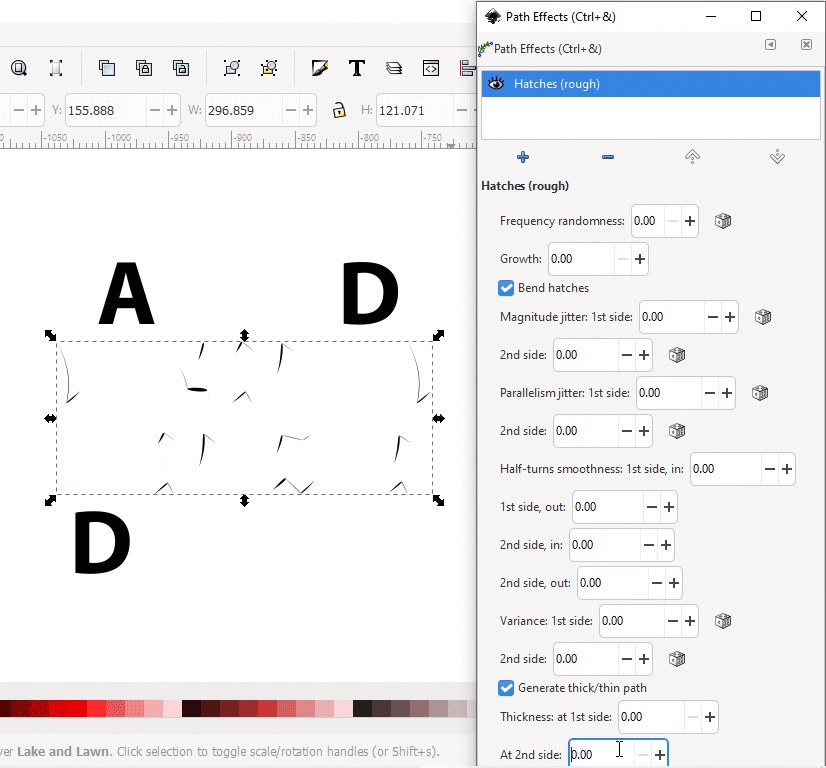 Path Effects (Ctrl+&)
Path Effects (Ctrl+&)
Hatches (rough)
Y: 155.888 W: 296.859 H: 121.071
-1050 -1000 -950 -900 -850 -800 -750
Hatches (rough)
Frequency randomness: 0.00
Growth: 0.00
Bend hatches
Magnitude jitter: 1st side: 0.00
2nd side: 0.00
Parallelism jitter: 1st side: 0.00
2nd side: 0.00
Half-turns smoothness: 1st side, in: 0.00
1st side, out: 0.00
2nd side, in: 0.00
2nd side, out: 0.00
Variance: 1st side: 0.00
2nd side: 0.00
Generate thick/thin path
Thickness: at 1st side: 0.00
At 2nd side: 0.00
A D
D
ver Lake and Lawn. Click selection to toggle scale/rotation handles (or Shift+s).